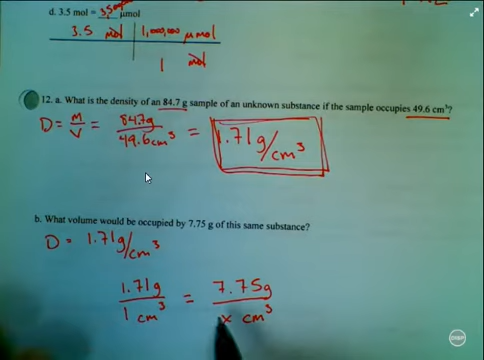 d. 3.5 mol = μmol
3.5 mol 1,000,000 μmol
1 mol
12. a. What is the density of an 84.7 g sample of an unknown substance if the sample occupies 49.6 cm³?
D = M/V = 84.7g/49.6cm³ = 1.71g/cm³
b. What volume would be occupied by 7.75 g of this same substance?
D = 1.71g/cm³
1.71g/1 cm³ = 7.75g/x cm³